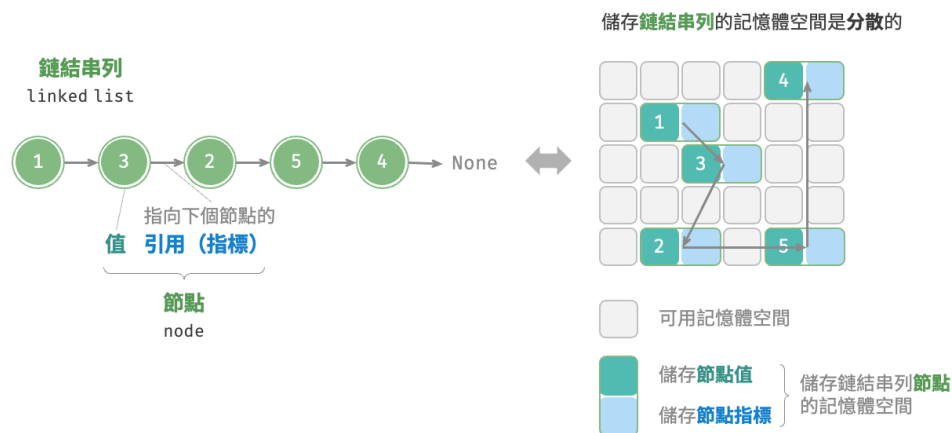 鏈結串列
linked list
1
3
2
5
4
None
指向下個節點的
值 引用（指標）
節點
node
儲存鏈結串列的記憶體空間是分散的
4
1
3
2
5
可用記憶體空間
儲存節點值
儲存節點指標
儲存鏈結串列節點
的記憶體空間